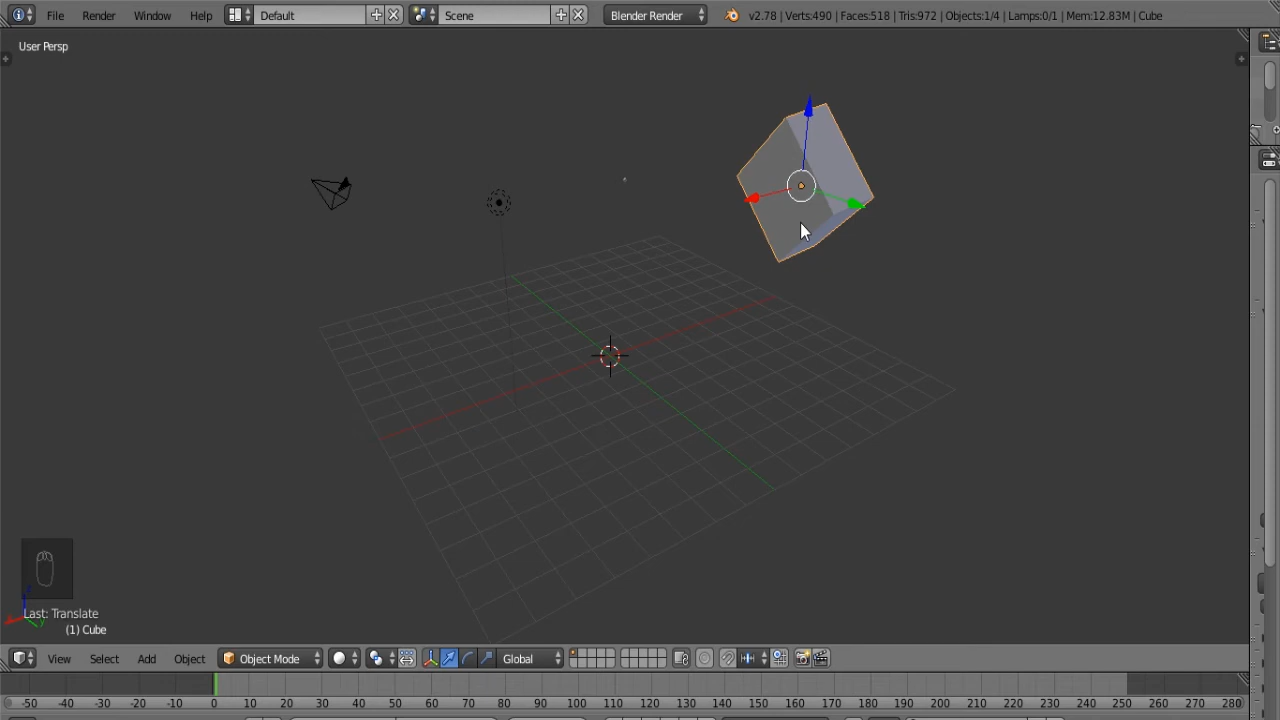 File Render Window Help Default Scene Blender Render v2.78 | Verts:490 | Faces:518 | Tris:972 | Objects:1/4 | Lamps:0/1 | Mem:12.83M | Cube
User Persp
Last: Translate
(1) Cube
View Select Add Object Object Mode Global
-50 -40 -30 -20 -10 0 10 20 30 40 50 60 70 80 90 100 110 120 130 140 150 160 170 180 190 200 210 220 230 240 250 260 270 280